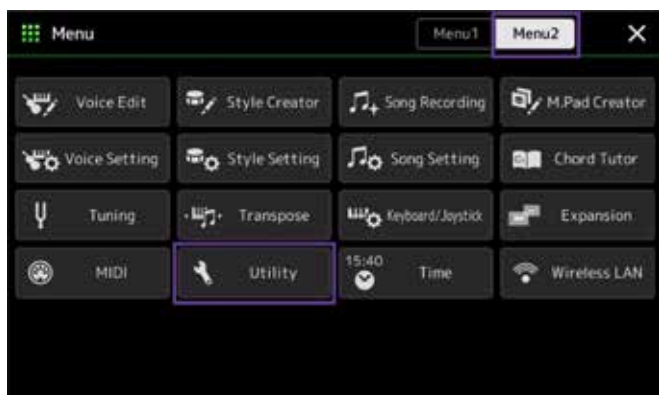 Menu Menu1 Menu2
Voice Edit Style Creator Song Recording M.Pad Creator
Voice Setting Style Setting Song Setting Chord Tutor
Tuning Transpose Keyboard/Joystick Expansion
MIDI Utility 15:40 Time Wireless LAN